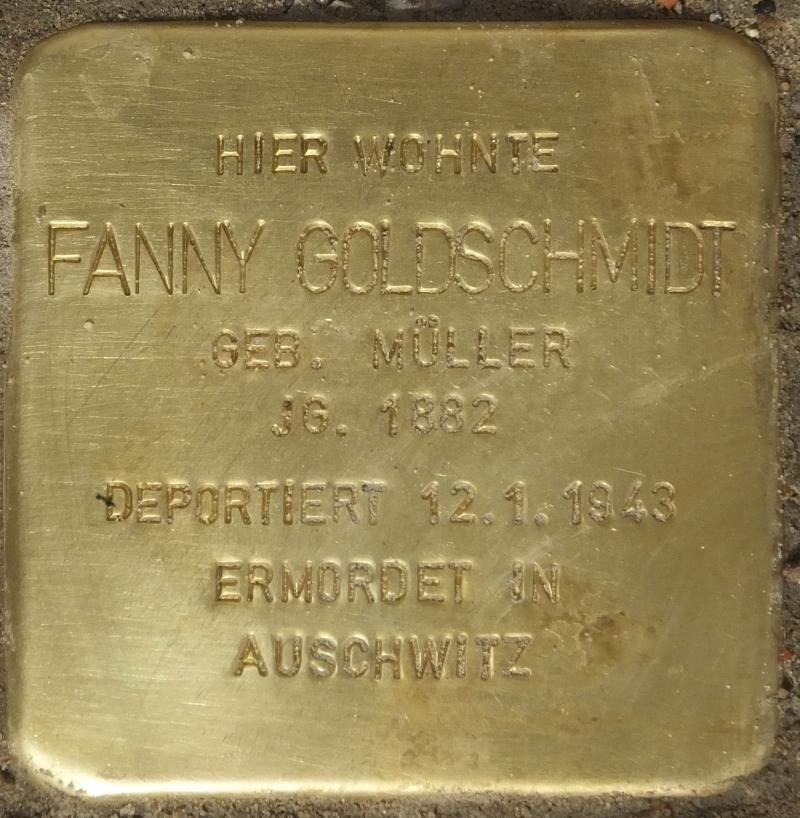 HIER WOHNTE
FANNY GOLDSCHMIDT
GEB. MÜLLER
JG. 1882
DEPORTIERT 12.1.1943
ERMORDET IN
AUSCHWITZ